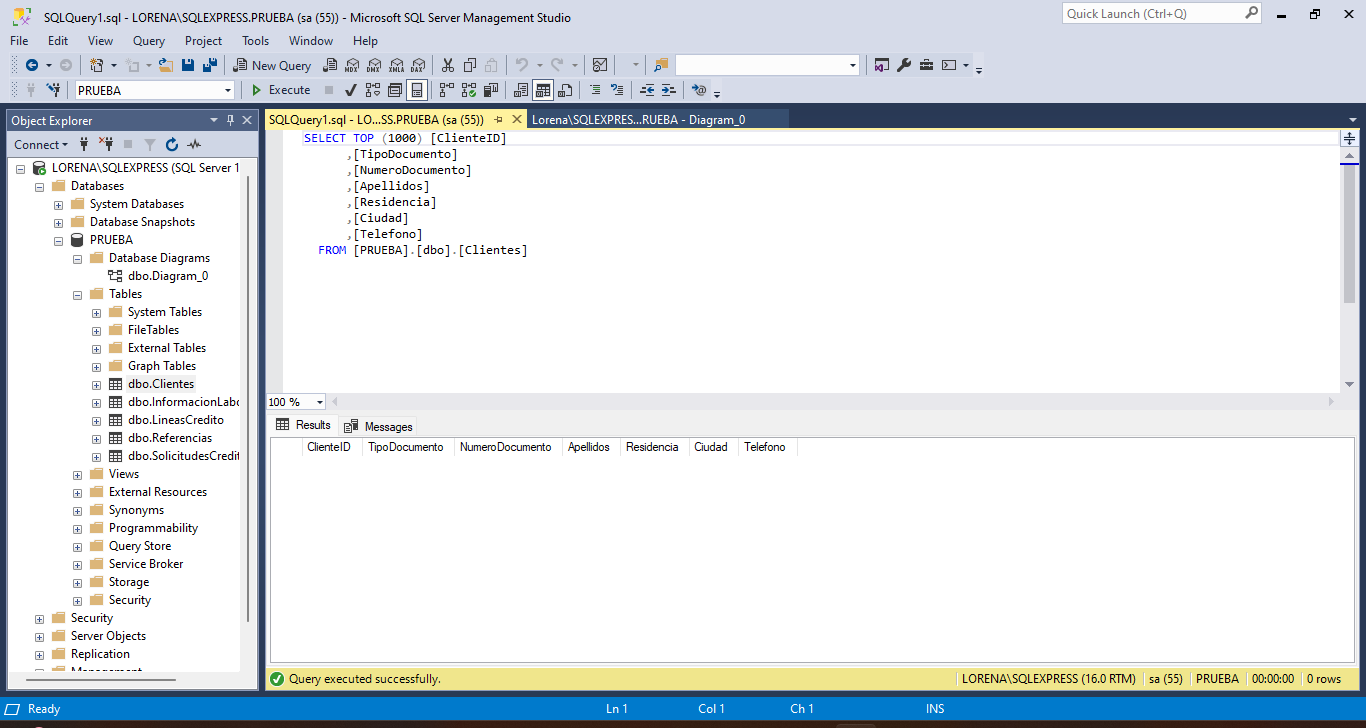 SQLQuery1.sql - LORENA\SQLEXPRESS.PRUEBA (sa (55)) - Microsoft SQL Server Management Studio
Quick Launch (Ctrl+Q)
File Edit View Query Project Tools Window Help
New Query MDX DMX XMLA DAX
PRUEBA Execute
Object Explorer
Connect
LORENA\SQLEXPRESS (SQL Server 1
Databases
System Databases
Database Snapshots
PRUEBA
Database Diagrams
dbo.Diagram_0
Tables
System Tables
FileTables
External Tables
Graph Tables
dbo.Clientes
dbo.InformacionLabo
dbo.LineasCredito
dbo.Referencias
dbo.SolicitudesCredit
Views
External Resources
Synonyms
Programmability
Query Store
Service Broker
Storage
Security
Security
Server Objects
Replication
Management
SQLQuery1.sql - LO...SS.PRUEBA (sa (55)) Lorena\SQLEXPRES...RUEBA - Diagram_0
SELECT TOP (1000) [ClienteID]
,[TipoDocumento]
,[NumeroDocumento]
,[Apellidos]
,[Residencia]
,[Ciudad]
,[Telefono]
FROM [PRUEBA].[dbo].[Clientes]
100 %
Results Messages
ClienteID TipoDocumento NumeroDocumento Apellidos Residencia Ciudad Telefono
Query executed successfully. LORENA\SQLEXPRESS (16.0 RTM) sa (55) PRUEBA 00:00:00 0 rows
Ready Ln 1 Col 1 Ch 1 INS